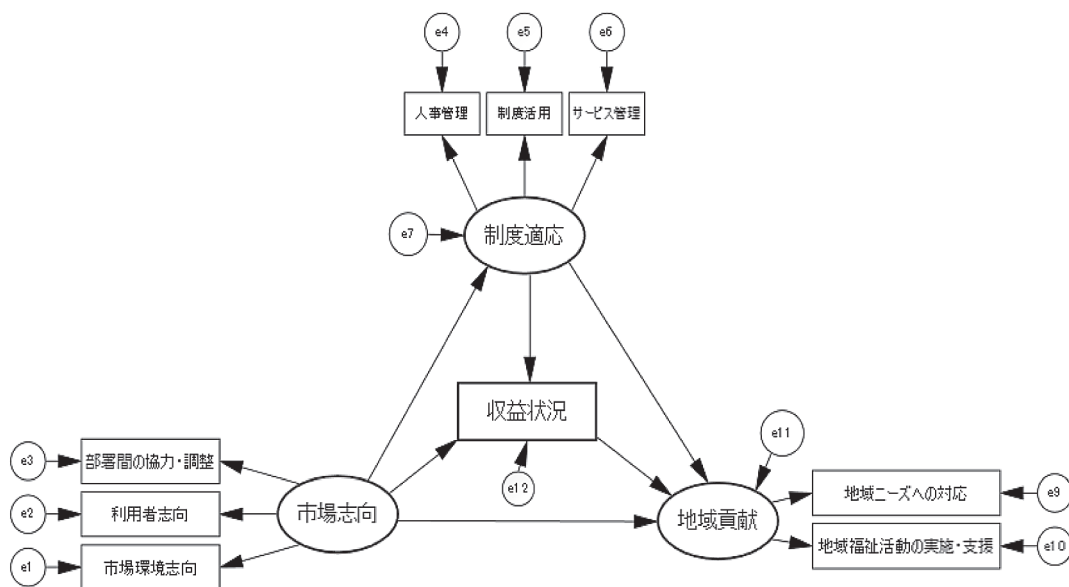 e4
e5
e6
人事管理
制度活用
サービス管理
e7
制度適応
収益状況
e3
部署間の協力・調整
e11
e12
e2
利用者志向
市場志向
地域貢献
地域ニーズへの対応
e9
e1
市場環境志向
地域福祉活動の実施・支援
e10